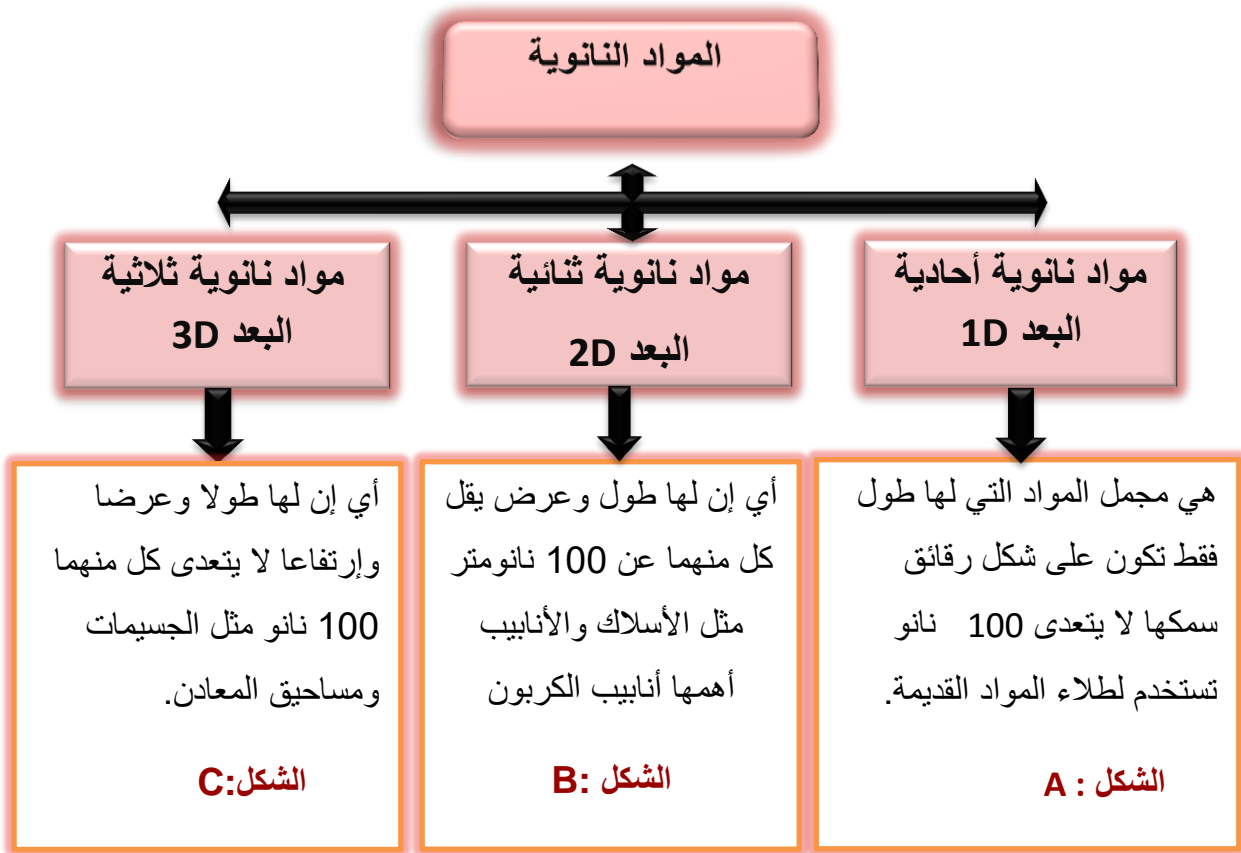 المواد النانوية
مواد نانوية أحادية
البعد 1D
مواد نانوية ثنائية
البعد 2D
مواد نانوية ثلاثية
البعد 3D
هي مجمل المواد التي لها طول
فقط تكون على شكل رقائق
سمكها لا يتعدى 100 نانو
تستخدم لطلاء المواد القديمة.
الشكل : A
أي إن لها طول وعرض يقل
كل منهما عن 100 نانومتر
مثل الأسلاك والأنابيب
أهمها أنابيب الكربون
الشكل :B
أي إن لها طولا وعرضا
وإرتفاعا لا يتعدى كل منهما
100 نانو مثل الجسيمات
ومساحيق المعادن.
الشكل:C